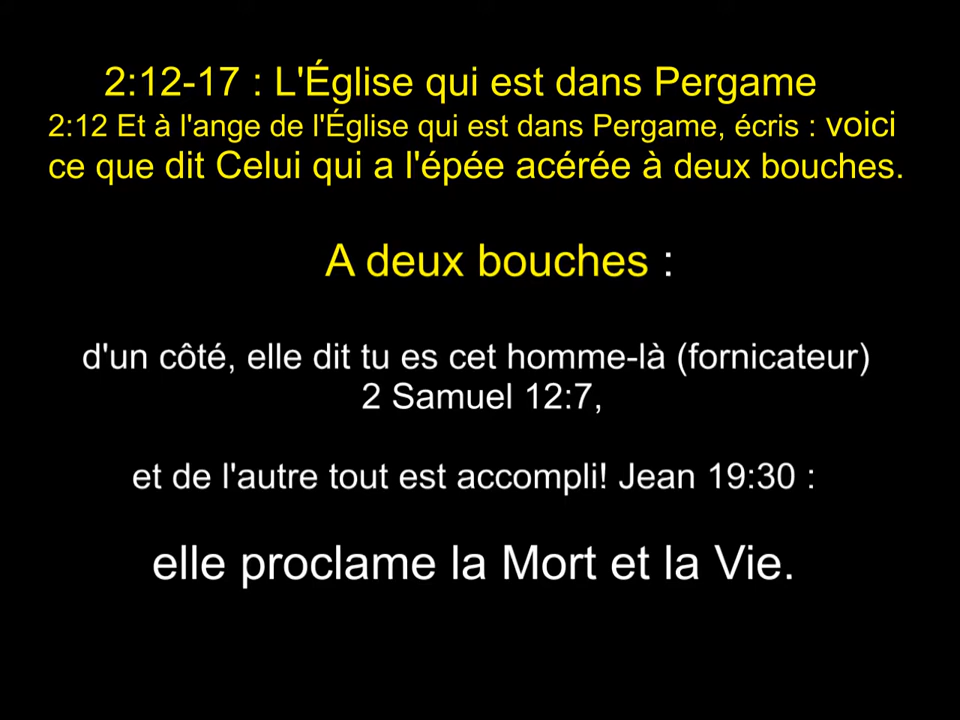 2:12-17 : L'Église qui est dans Pergame
2:12 Et à l'ange de l'Église qui est dans Pergame, écris : voici
ce que dit Celui qui a l'épée acérée à deux bouches.
A deux bouches :
d'un côté, elle dit tu es cet homme-là (fornicateur)
2 Samuel 12:7,
et de l'autre tout est accompli! Jean 19:30 :
elle proclame la Mort et la Vie.